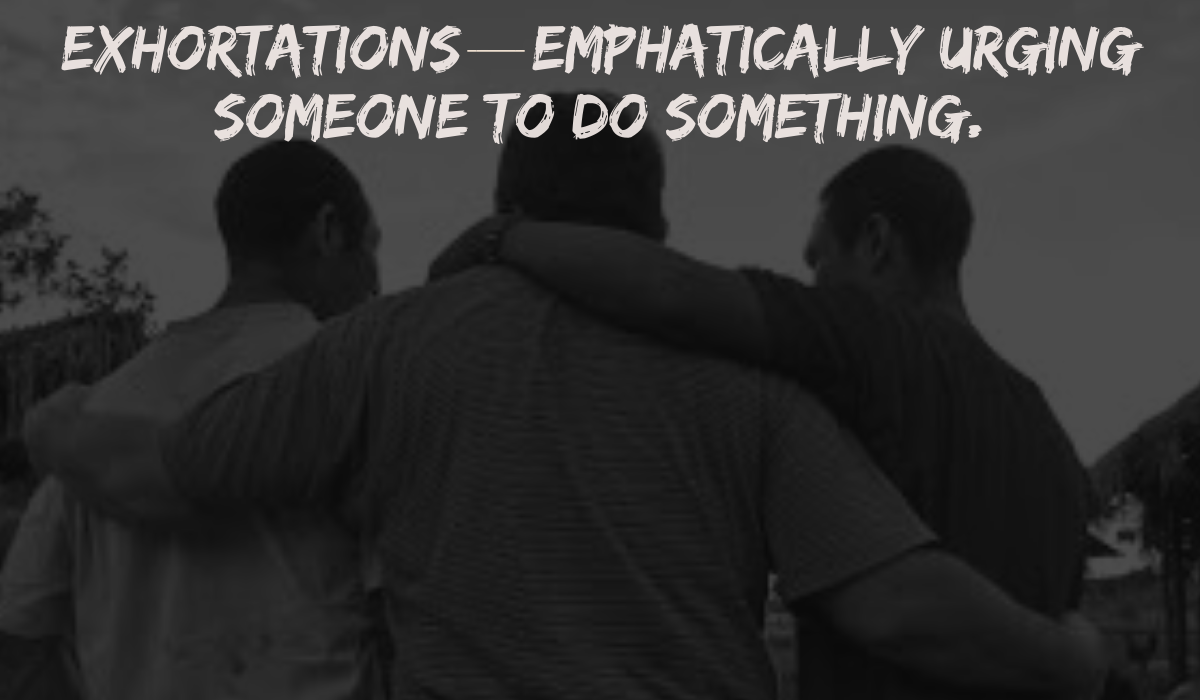 EXHORTATIONS—EMPHATICALLY URGING
SOMEONE TO DO SOMETHING.